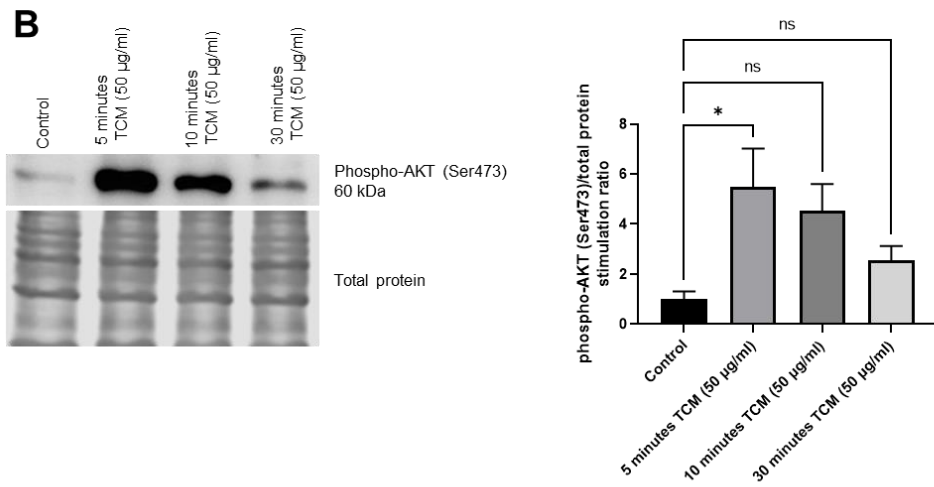 B
Control
5 minutes
TCM (50 µg/ml)
10 minutes
TCM (50 µg/ml)
30 minutes
TCM (50 µg/ml)
Phospho-AKT (Ser473)
60 kDa
Total protein
phospho-AKT (Ser473)/total protein
stimulation ratio
ns
ns
*
8
6
4
2
0
Control
5 minutes TCM (50 µg/ml)
10 minutes TCM (50 µg/ml)
30 minutes TCM (50 µg/ml)